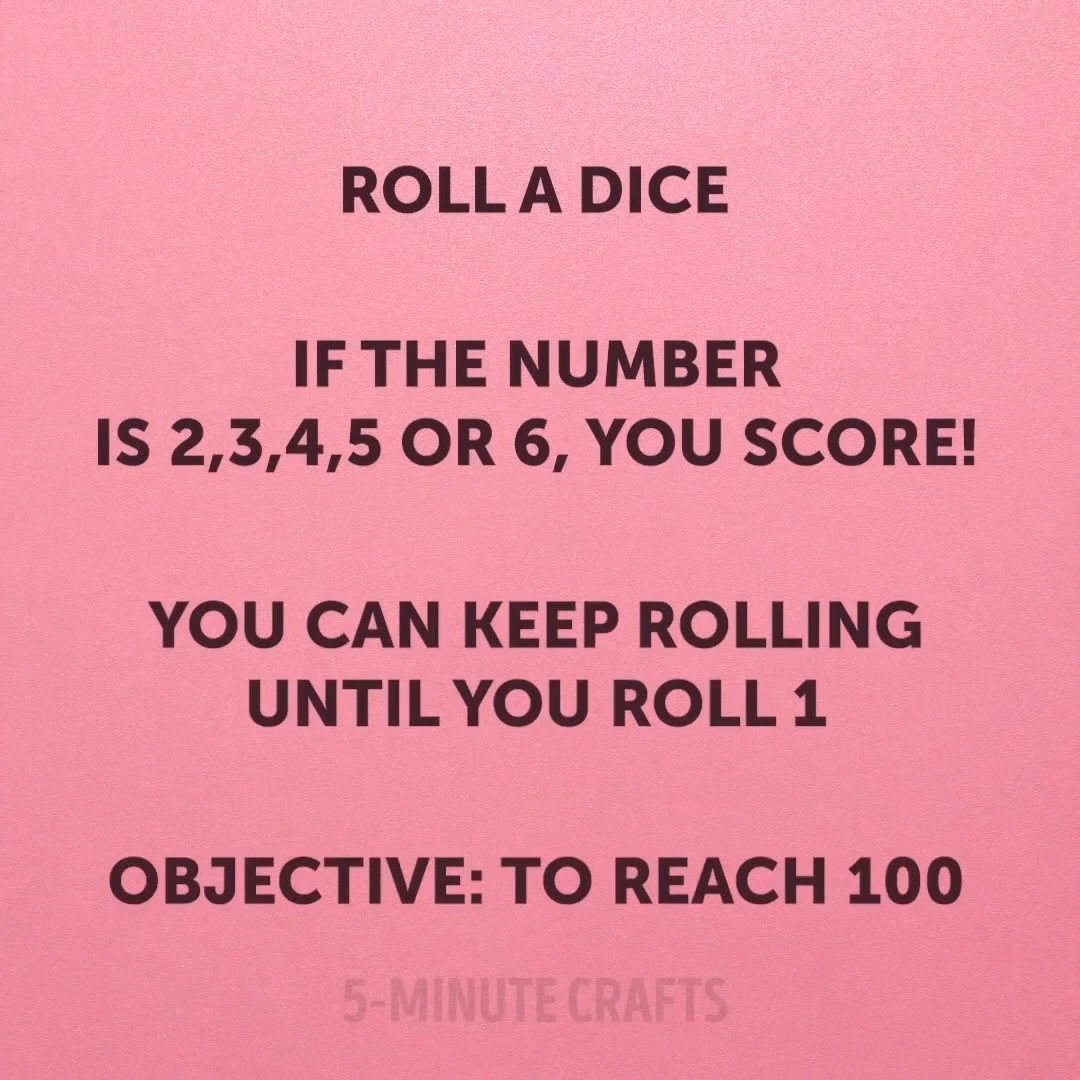 ROLL A DICE
IF THE NUMBER
IS 2,3,4,5 OR 6, YOU SCORE!
YOU CAN KEEP ROLLING
UNTIL YOU ROLL 1
OBJECTIVE: TO REACH 100
5-MINUTE CRAFTS